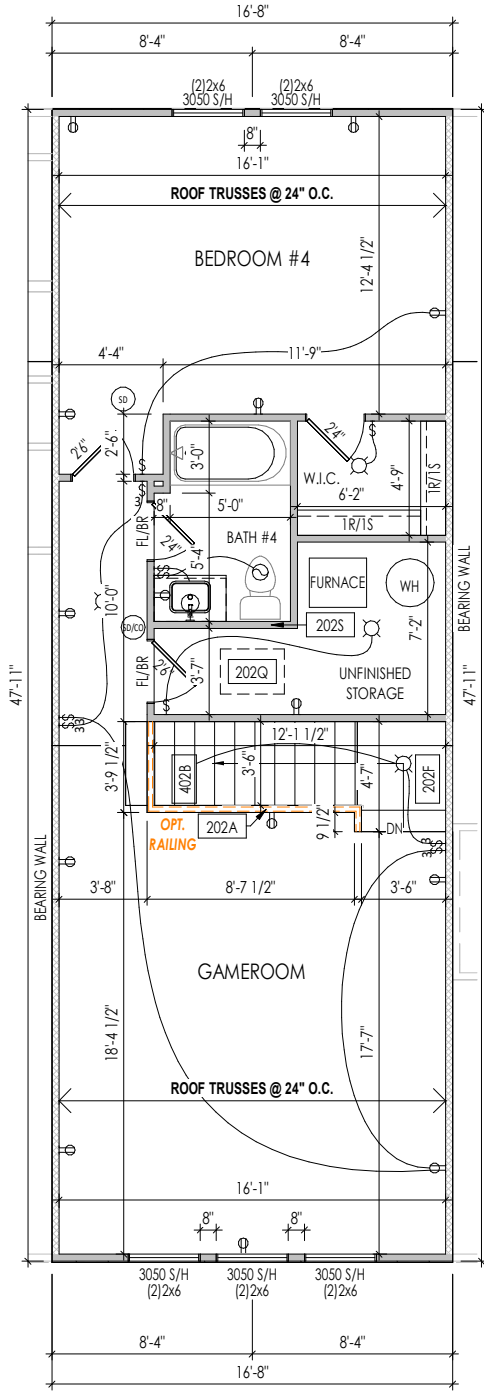 16'-8"
8'-4" 8'-4"
(2)2x6 (2)2x6
3050 S/H 3050 S/H
8"
16'-1"
ROOF TRUSSES @ 24" O.C.
BEDROOM #4
12'-4 1/2"
4'-4" 11'-9"
SD
2'-6"
2'6"
S
S
3
3'-0"
2'4"
S
W.I.C.
6'-2"
4'-9"
1R/1S
1R/1S
8"
5'-0"
FL/BR
2'4"
BATH #4
5'-4"
SS
FURNACE
WH
10'-0"
SD/CO
202S
7'-2"
FL/BR
2'6"
3'-7"
202Q
UNFINISHED
STORAGE
S
BEARING WALL
47'-11" 47'-11"
SS
33
12'-1 1/2"
3'-9 1/2"
402B
3'-6"
4'-7"
202F
9 1/2"
DN
OPT.
RAILING
202A
SS
33
BEARING WALL
3'-8" 8'-7 1/2" 3'-6"
GAMEROOM
18'-4 1/2"
17'-7"
ROOF TRUSSES @ 24" O.C.
16'-1"
8" 8"
3050 S/H 3050 S/H 3050 S/H
(2)2x6 (2)2x6 (2)2x6
8'-4" 8'-4"
16'-8"